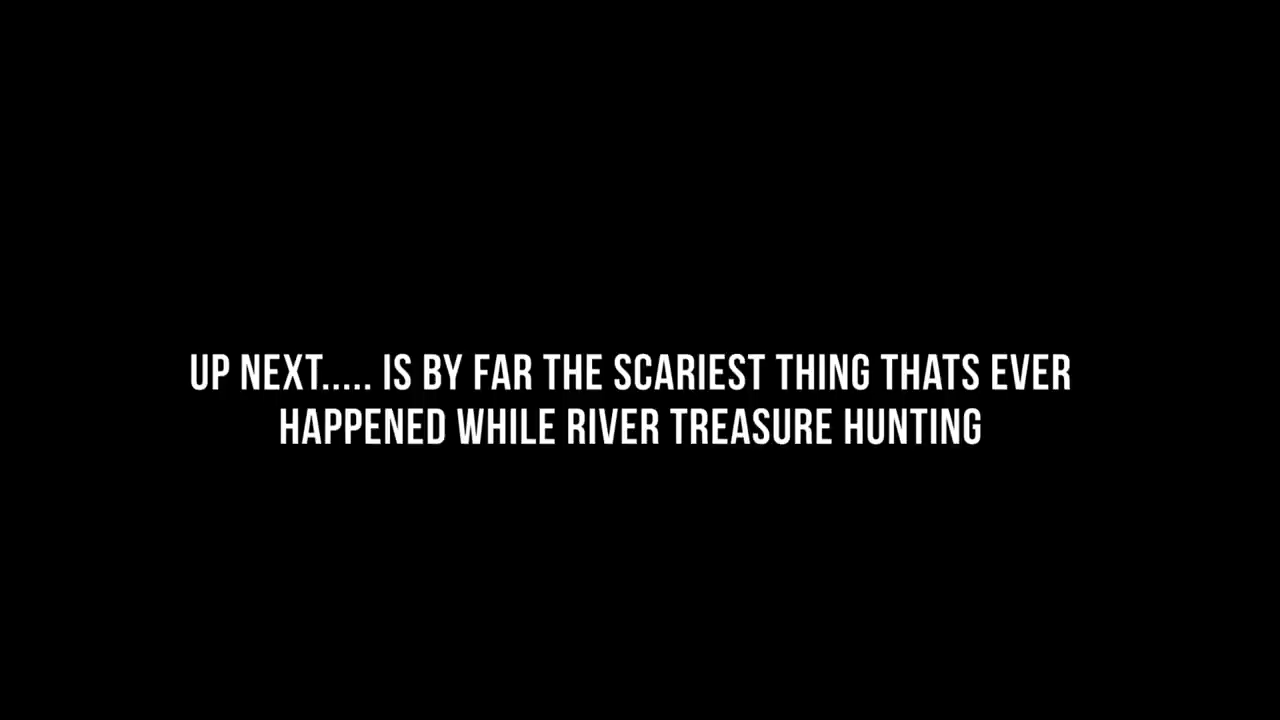 UP NEXT..... IS BY FAR THE SCARIEST THING THATS EVER
HAPPENED WHILE RIVER TREASURE HUNTING